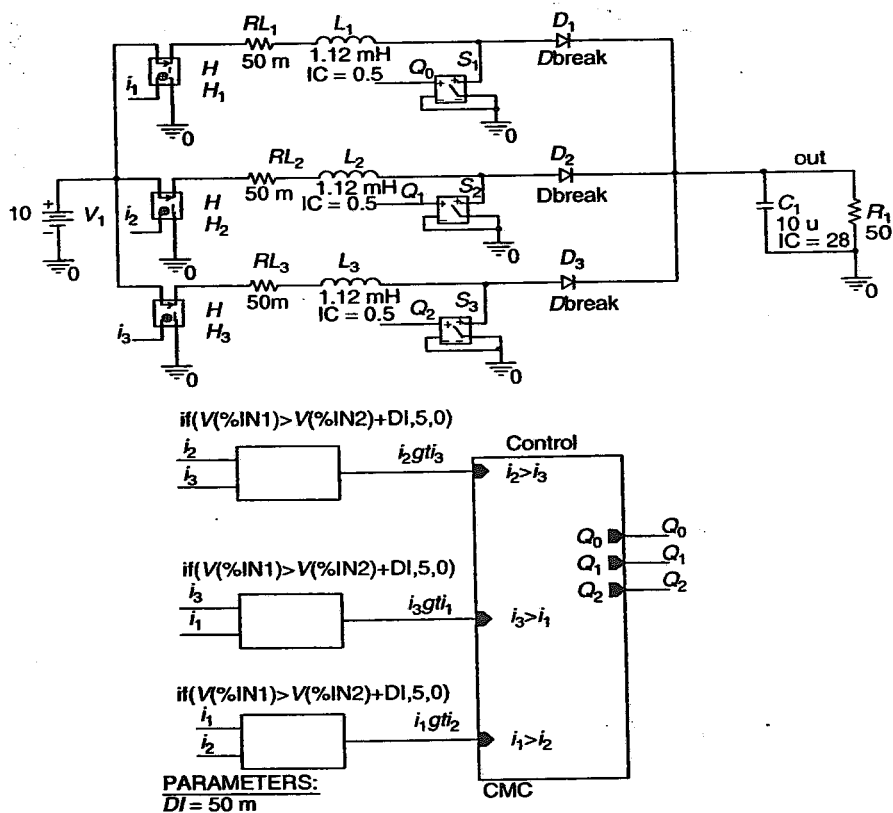 RL₁ L₁ D₁
H 50 m 1.12 mH Dbreak
i₁ H₁ IC = 0.5 Q₀ S₁
0 0
RL₂ L₂ D₂ out
10 V₁ i₂ H 50 m 1.12 mH Q₁ S₂ Dbreak C₁ R₁
H₂ IC = 0.5 10 u 50
0 0 0 IC = 28
RL₃ L₃ D₃ 0
H 50m 1.12 mH Dbreak
i₃ H₃ IC = 0.5 Q₂ S₃
0 0
if(V(%IN1)>V(%IN2)+DI,5,0)
Control
i₂ i₂gti₃ i₂>i₃
i₃
Q₀ Q₀
Q₁ Q₁
Q₂ Q₂
if(V(%IN1)>V(%IN2)+DI,5,0)
i₃ i₃gti₁ i₃>i₁
i₁
if(V(%IN1)>V(%IN2)+DI,5,0)
i₁ i₁gti₂ i₁>i₂
i₂
PARAMETERS:
DI = 50 m
CMC